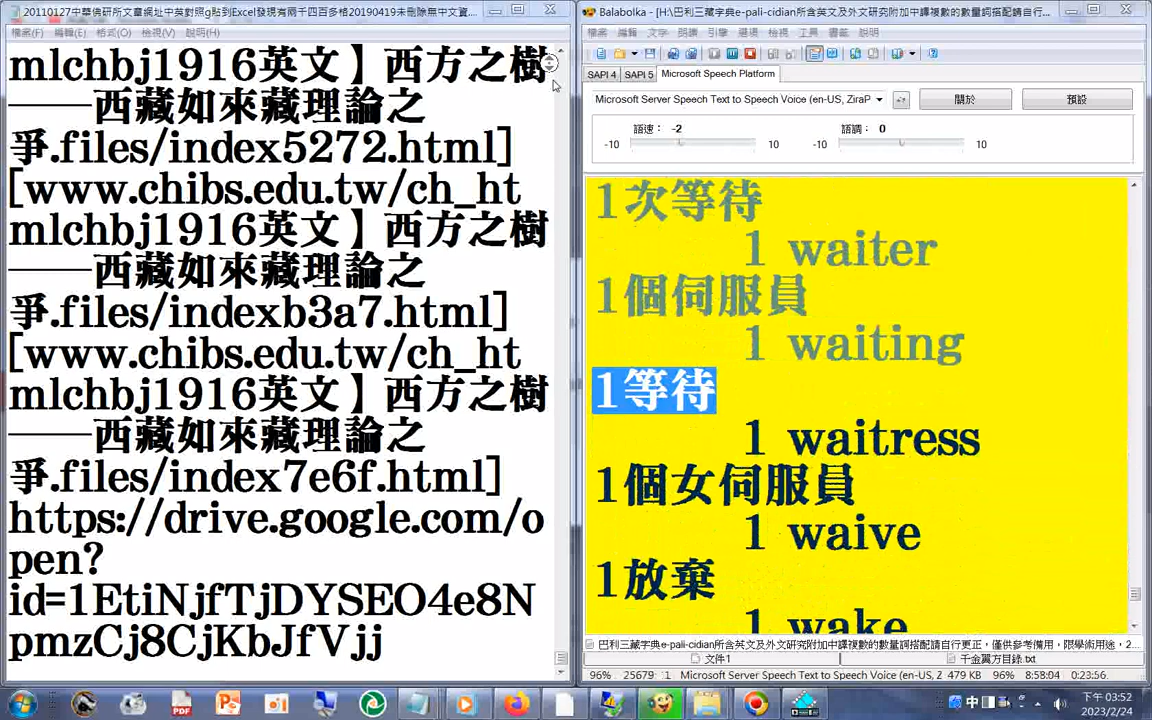 20110127中華佛研所文章網址中英對照g點到Excel發現有兩千四百多格20190419未刪除無中文資...
檔案(F) 編輯(E) 格式(O) 檢視(V) 說明(H)
mlchbj1916英文】西方之樹
——西藏如來藏理論之
爭.files/index5272.html]
[www.chibs.edu.tw/ch_ht
mlchbj1916英文】西方之樹
——西藏如來藏理論之
爭.files/indexb3a7.html]
[www.chibs.edu.tw/ch_ht
mlchbj1916英文】西方之樹
——西藏如來藏理論之
爭.files/index7e6f.html]
https://drive.google.com/o
pen?
id=1EtiNjfTjDYSEO4e8N
pmzCj8CjKbJfVjj
Balabolka - [H:\巴利三藏字典e-pali-cidian所含英文及外文研究附加中譯複數的數量詞搭配請自行...
檔案 編輯 文字 朗讀 引擎 選項 檢視 工具 書籤 說明
SAPI 4 SAPI 5 Microsoft Speech Platform
Microsoft Server Speech Text to Speech Voice (en-US, ZiraP
關於 預設
語速： -2 語調： 0
-10 10 -10 10
1次等待
1 waiter
1個伺服員
1 waiting
1等待
1 waitress
1個女伺服員
1 waive
1放棄
1 wake
巴利三藏字典e-pali-cidian所含英文及外文研究附加中譯複數的數量詞搭配請自行更正，僅供參考備用，限學術用途，2...
文件1 千金翼方目錄.txt
96% 25679: 1 Microsoft Server Speech Text to Speech Voice (en-US, Z 479 KB 96% 8:58:04 0:23:56.
中
下午 03:52
2023/2/24